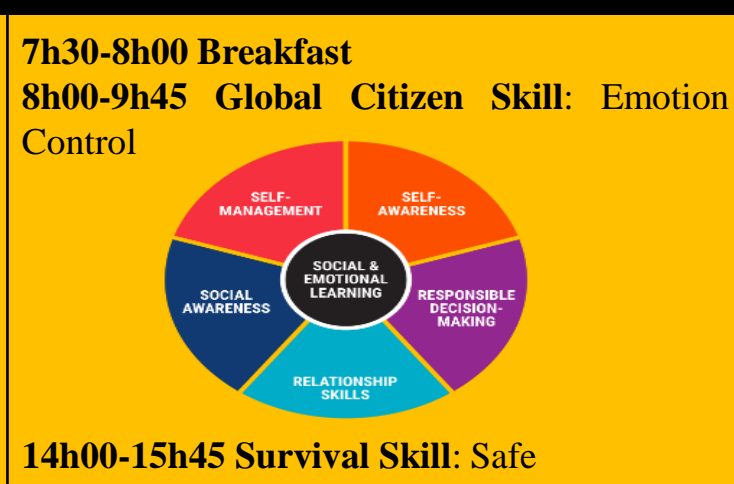 7h30-8h00 Breakfast
8h00-9h45 Global Citizen Skill: Emotion
Control
SELF-
MANAGEMENT
SELF-
AWARENESS
SOCIAL &
EMOTIONAL
LEARNING
SOCIAL
AWARENESS
RESPONSIBLE
DECISION-
MAKING
RELATIONSHIP
SKILLS
14h00-15h45 Survival Skill: Safe